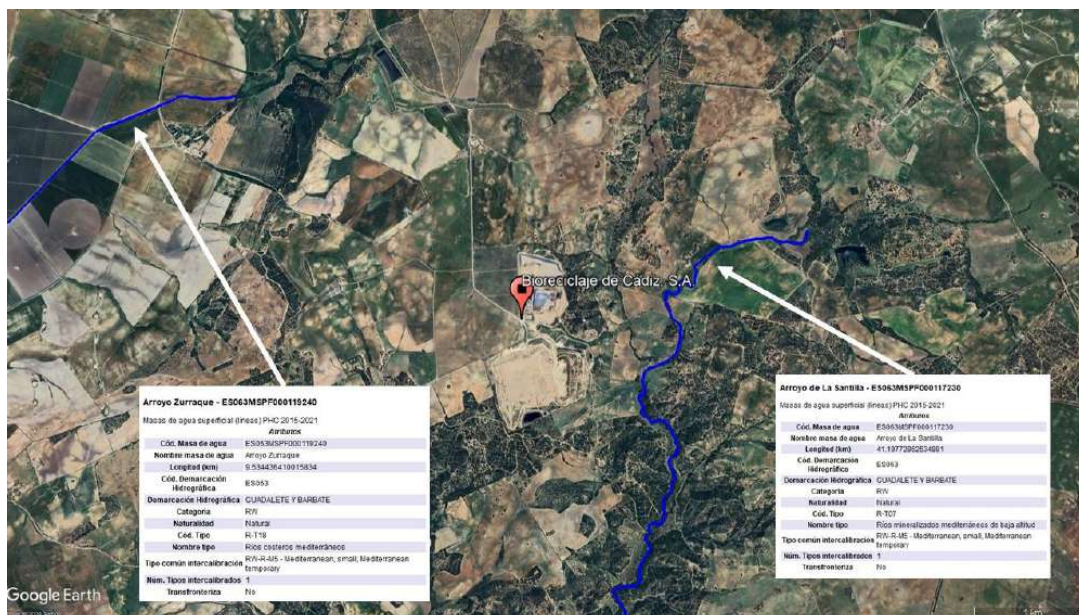 Bioreciclaje de Cádiz, S.A
Arroyo Zurraque - ES063MSPF000119240
Masas de agua superficial (líneas) PHC 2015-2021
Atributos
Cód. Masa de agua ES063MSPF000119240
Nombre masa de agua Arroyo Zurraque
Longitud (km)
Cód. Demarcación
Hidrográfica ES063
Demarcación Hidrográfica GUADALETE Y BARBATE
Categoría RW
Naturalidad Natural
Cód. Tipo R-T18
Nombre tipo Ríos costeros mediterráneos
Tipo común intercalibración RW-R-M5 - Mediterranean, small, Mediterranean
temporary
Núm. Tipos intercalibrados 1
Transfronteriza No
Arroyo de La Santilla - ES063MSPF000117230
Masas de agua superficial (líneas) PHC 2015-2021
Atributos
Cód. Masa de agua ES063MSPF000117230
Nombre masa de agua Arroyo de La Santilla
Longitud (km)
Cód. Demarcación
Hidrográfica ES063
Demarcación Hidrográfica GUADALETE Y BARBATE
Categoría RW
Naturalidad Natural
Cód. Tipo R-T07
Nombre tipo Ríos mineralizados mediterráneos de baja altitud
Tipo común intercalibración RW-R-M5 - Mediterranean, small, Mediterranean
temporary
Núm. Tipos intercalibrados 1
Transfronteriza No
Google Earth